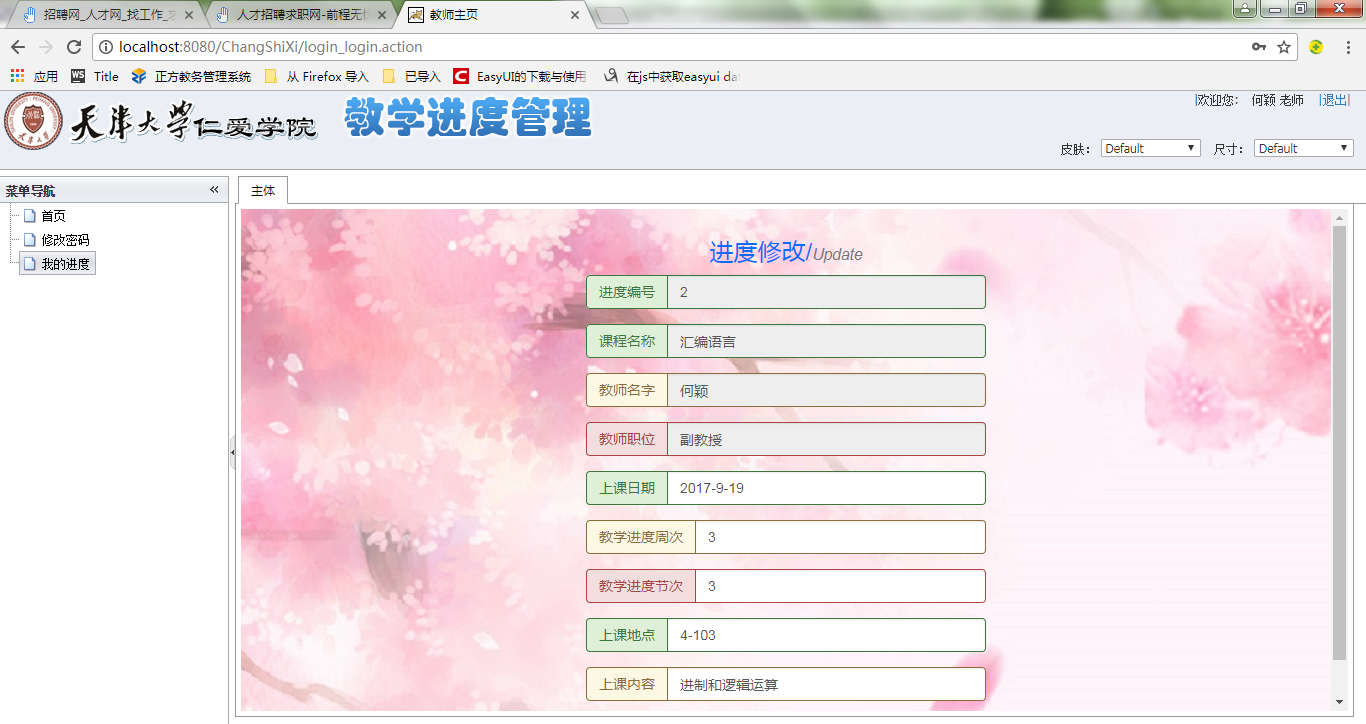 招聘网_人才网_找工作_求
人才招聘求职网-前程无忧
教师主页
localhost:8080/ChangShiXi/login_login.action
应用 WS Title 正方教务管理系统 从 Firefox 导入 已导入 C EasyUI的下载与使用 在js中获取easyui dat
天津大学仁爱学院 教学进度管理
|欢迎您： 何颖 老师 |退出|
皮肤： Default 尺寸： Default
菜单导航
首页
修改密码
我的进度
主体
进度修改/Update
进度编号 2
课程名称 汇编语言
教师名字 何颖
教师职位 副教授
上课日期 2017-9-19
教学进度周次 3
教学进度节次 3
上课地点 4-103
上课内容 进制和逻辑运算